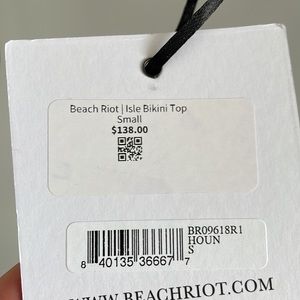 Beach Riot | Isle Bikini Top
Small
$138.00
BR09618R1
HOUN
S
8 40135 36667 7
WWW.BEACHRIOT.COM